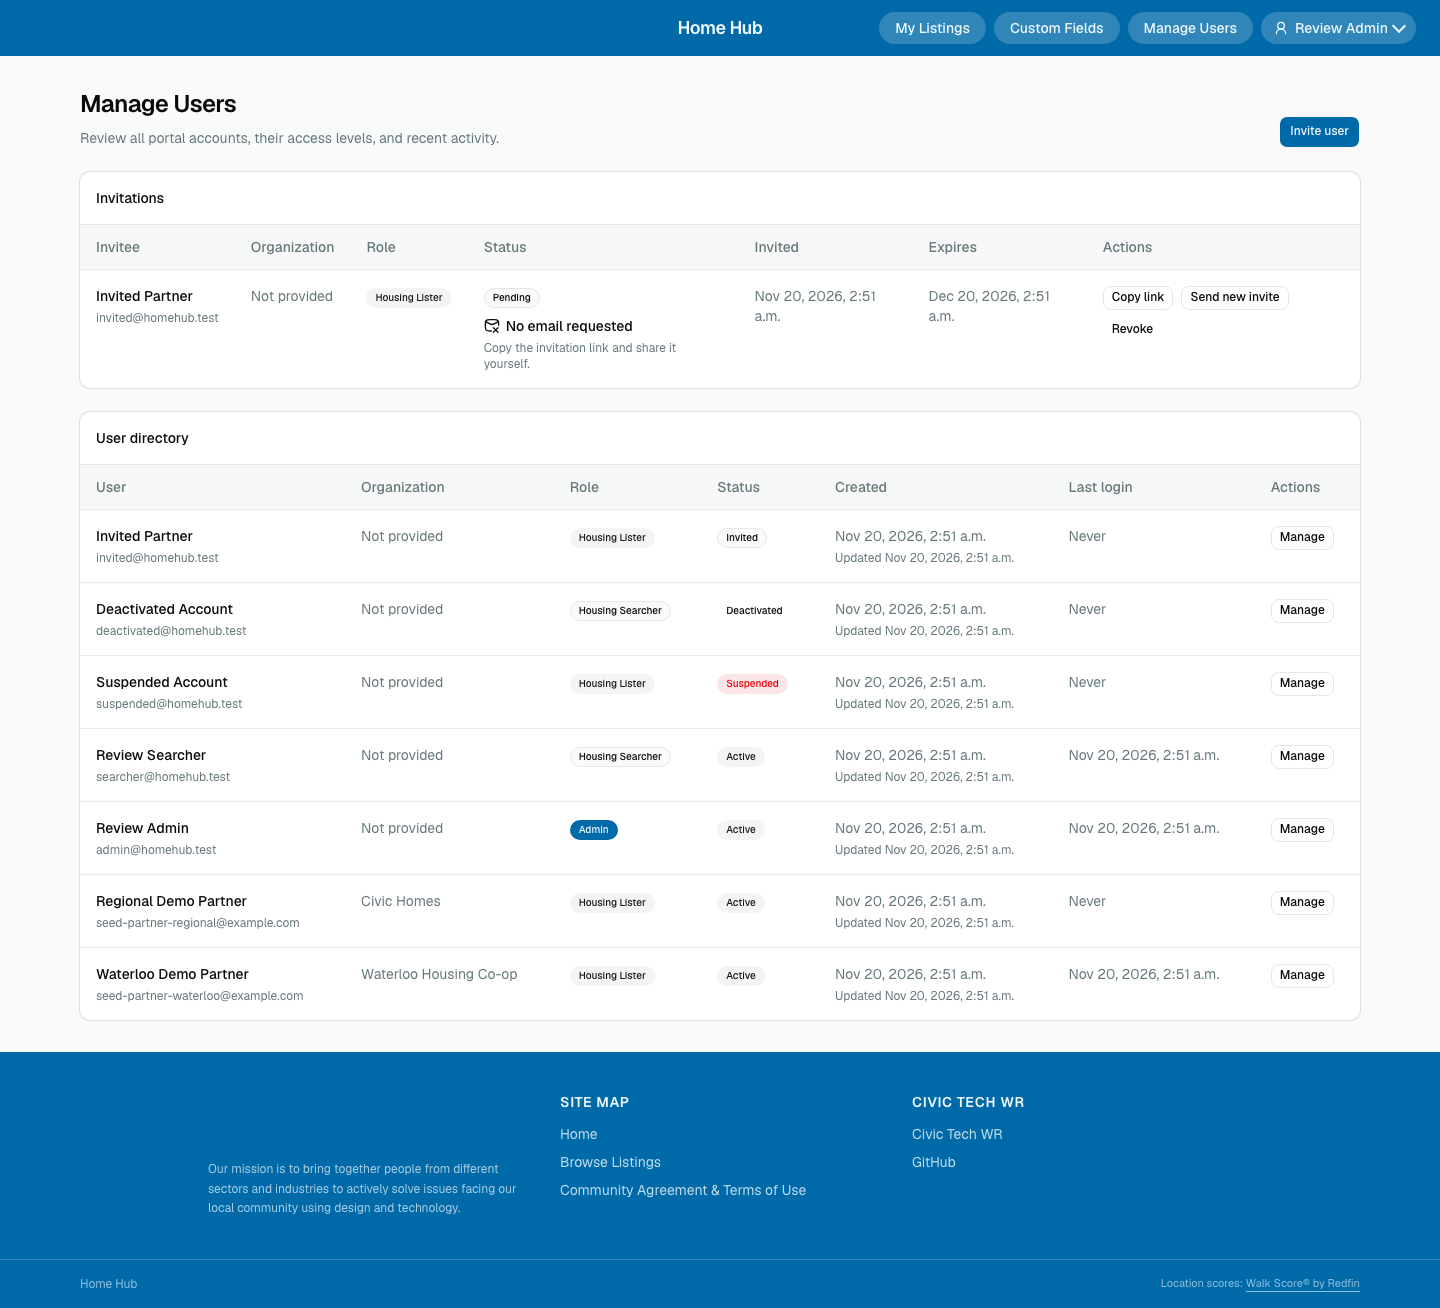 Home Hub
My Listings
Custom Fields
Manage Users
Review Admin
Manage Users
Review all portal accounts, their access levels, and recent activity.
Invite user
Invitations
Invitee Organization Role Status Invited Expires Actions
Invited Partner Not provided Housing Lister Pending Nov 20, 2026, 2:51 a.m. Dec 20, 2026, 2:51 a.m. Copy link Send new invite
invited@homehub.test
No email requested
Revoke
Copy the invitation link and share it
yourself.
User directory
User Organization Role Status Created Last login Actions
Invited Partner Not provided Housing Lister Invited Nov 20, 2026, 2:51 a.m. Never Manage
invited@homehub.test Updated Nov 20, 2026, 2:51 a.m.
Deactivated Account Not provided Housing Searcher Deactivated Nov 20, 2026, 2:51 a.m. Never Manage
deactivated@homehub.test Updated Nov 20, 2026, 2:51 a.m.
Suspended Account Not provided Housing Lister Suspended Nov 20, 2026, 2:51 a.m. Never Manage
suspended@homehub.test Updated Nov 20, 2026, 2:51 a.m.
Review Searcher Not provided Housing Searcher Active Nov 20, 2026, 2:51 a.m. Nov 20, 2026, 2:51 a.m. Manage
searcher@homehub.test Updated Nov 20, 2026, 2:51 a.m.
Review Admin Not provided Admin Active Nov 20, 2026, 2:51 a.m. Nov 20, 2026, 2:51 a.m. Manage
admin@homehub.test Updated Nov 20, 2026, 2:51 a.m.
Regional Demo Partner Civic Homes Housing Lister Active Nov 20, 2026, 2:51 a.m. Never Manage
seed-partner-regional@example.com Updated Nov 20, 2026, 2:51 a.m.
Waterloo Demo Partner Waterloo Housing Co-op Housing Lister Active Nov 20, 2026, 2:51 a.m. Nov 20, 2026, 2:51 a.m. Manage
seed-partner-waterloo@example.com Updated Nov 20, 2026, 2:51 a.m.
Our mission is to bring together people from different
sectors and industries to actively solve issues facing our
local community using design and technology.
SITE MAP
Home
Browse Listings
Community Agreement & Terms of Use
CIVIC TECH WR
Civic Tech WR
GitHub
Home Hub
Location scores: Walk Score® by Redfin